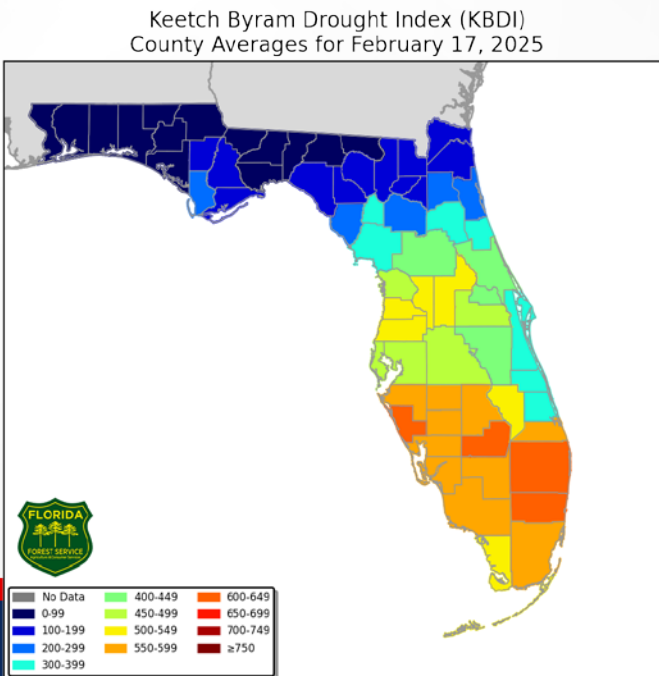 Keetch Byram Drought Index (KBDI)
County Averages for February 17, 2025
FLORIDA
FOREST SERVICE
No Data
0-99
100-199
200-299
300-399
400-449
450-499
500-549
550-599
600-649
650-699
700-749
≥750